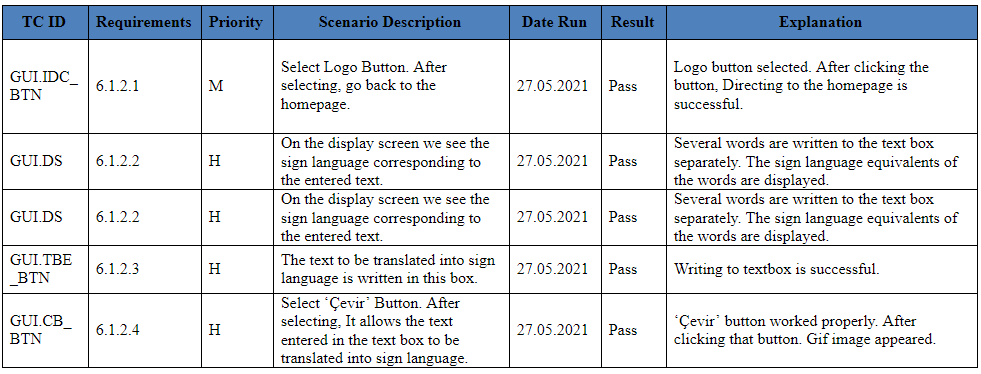 TC ID Requirements Priority Scenario Description Date Run Result Explanation
GUI.IDC_
BTN
6.1.2.1
M
Select Logo Button. After
selecting, go back to the
homepage.
27.05.2021
Pass
Logo button selected. After clicking the
button, Directing to the homepage is
successful.
GUI.DS
6.1.2.2
H
On the display screen we see the
sign language corresponding to
the entered text.
27.05.2021
Pass
Several words are written to the text box
separately. The sign language equivalents of
the words are displayed.
GUI.DS
6.1.2.2
H
On the display screen we see the
sign language corresponding to
the entered text.
27.05.2021
Pass
Several words are written to the text box
separately. The sign language equivalents of
the words are displayed.
GUI.TBE
_BTN
6.1.2.3
H
The text to be translated into sign
language is written in this box.
27.05.2021
Pass
Writing to textbox is successful.
GUI.CB_
BTN
6.1.2.4
H
Select ‘Çevir’ Button. After
selecting, It allows the text
entered in the text box to be
translated into sign language.
27.05.2021
Pass
‘Çevir’ button worked properly. After
clicking that button. Gif image appeared.